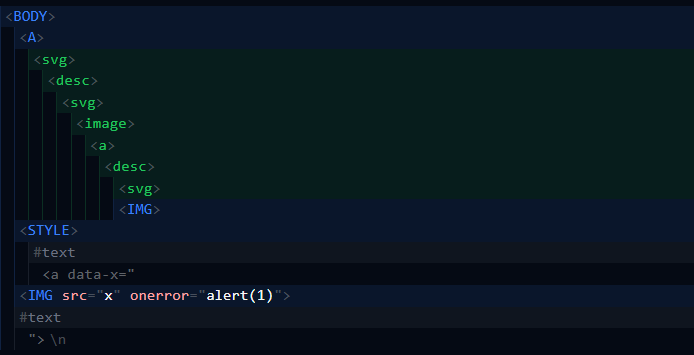 <BODY>
<A>
<svg>
<desc>
<svg>
<image>
<a>
<desc>
<svg>
<IMG>
<STYLE>
#text
<a data-x="
<IMG src="x" onerror="alert(1)">
#text
"> \n